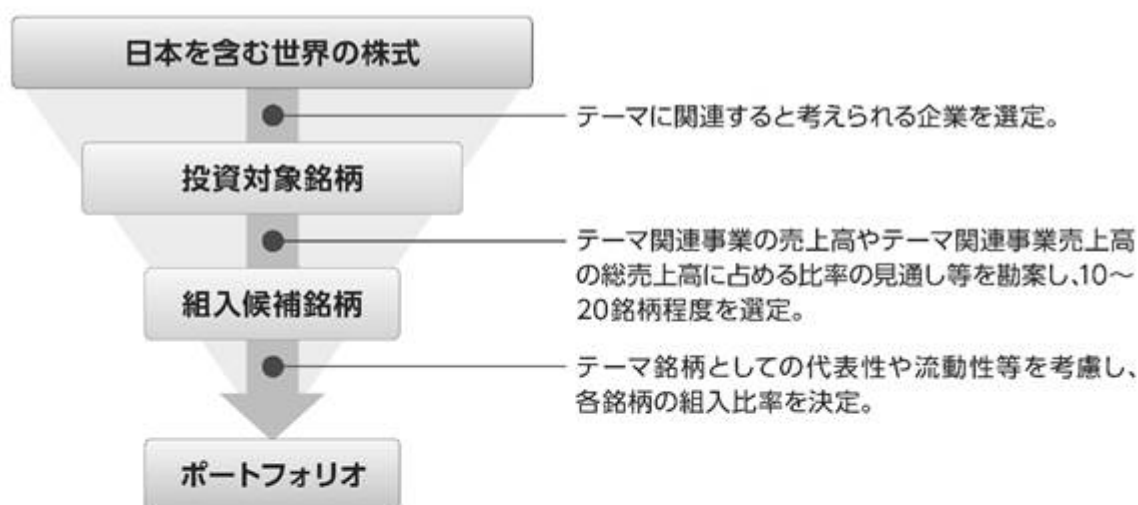 日本を含む世界の株式
テーマに関連すると考えられる企業を選定。
投資対象銘柄
テーマ関連事業の売上高やテーマ関連事業売上高
の総売上高に占める比率の見通し等を勘案し、10～
20銘柄程度を選定。
組入候補銘柄
テーマ銘柄としての代表性や流動性等を考慮し、
各銘柄の組入比率を決定。
ポートフォリオ